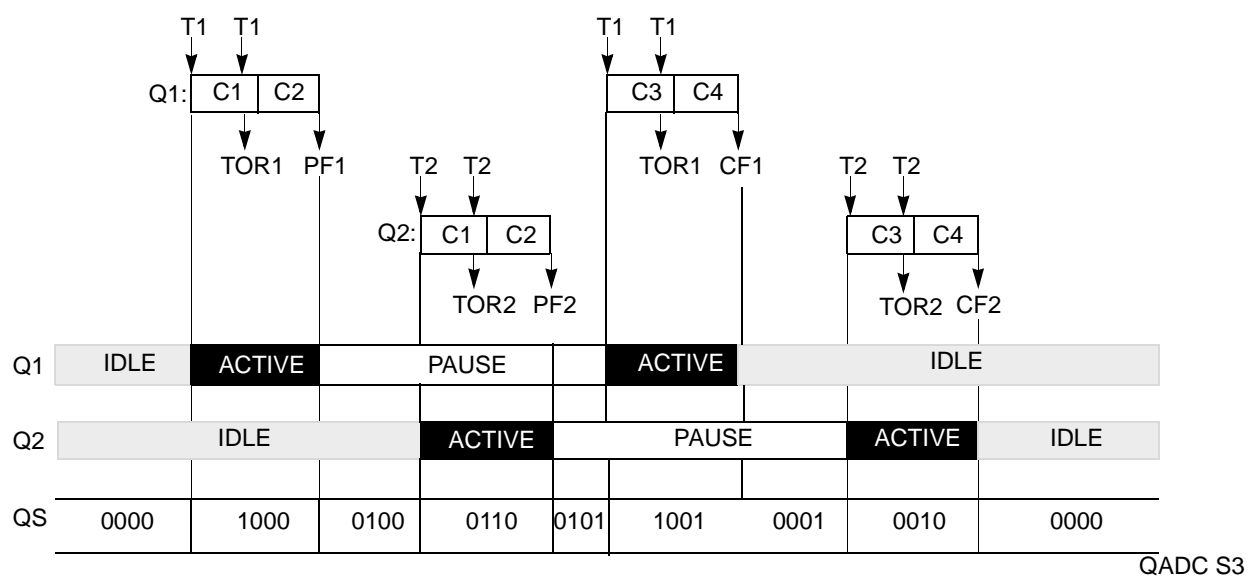 T1 T1 T1 T1
Q1: C1 C2 C3 C4
TOR1 PF1 T2 T2 TOR1 CF1 T2 T2
Q2: C1 C2 C3 C4
TOR2 PF2 TOR2 CF2
Q1 IDLE ACTIVE PAUSE ACTIVE IDLE
Q2 IDLE ACTIVE PAUSE ACTIVE IDLE
QS 0000 1000 0100 0110 0101 1001 0001 0010 0000
QADC S3